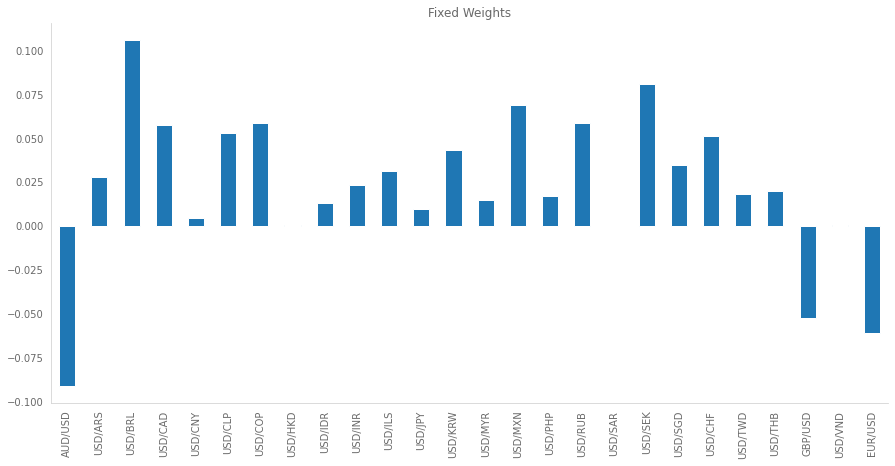 Fixed Weights
0.100
0.075
0.050
0.025
0.000
−0.025
−0.050
−0.075
−0.100
AUD/USD
USD/ARS
USD/BRL
USD/CAD
USD/CNY
USD/CLP
USD/COP
USD/HKD
USD/IDR
USD/INR
USD/ILS
USD/JPY
USD/KRW
USD/MYR
USD/MXN
USD/PHP
USD/RUB
USD/SAR
USD/SEK
USD/SGD
USD/CHF
USD/TWD
USD/THB
GBP/USD
USD/VND
EUR/USD